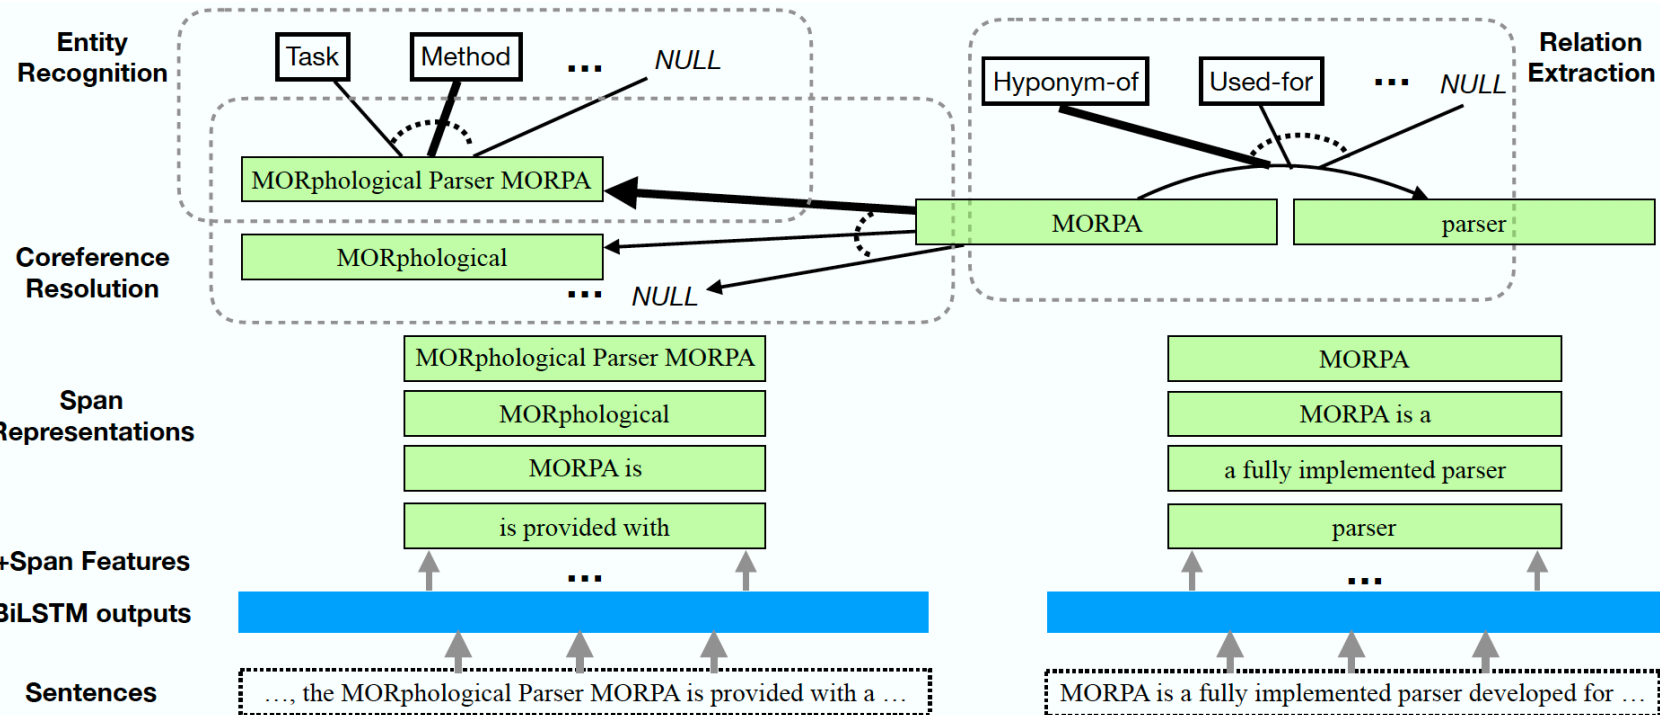 Entity
Recognition
Task
Method
...
NULL
Hyponym-of
Used-for
...
NULL
Relation
Extraction
MORphological Parser MORPA
MORPA
parser
Coreference
Resolution
MORphological
...
NULL
Span
Representations
MORphological Parser MORPA
MORphological
MORPA is
is provided with
MORPA
MORPA is a
a fully implemented parser
parser
+Span Features
...
...
BiLSTM outputs
Sentences
..., the MORphological Parser MORPA is provided with a ...
MORPA is a fully implemented parser developed for ...